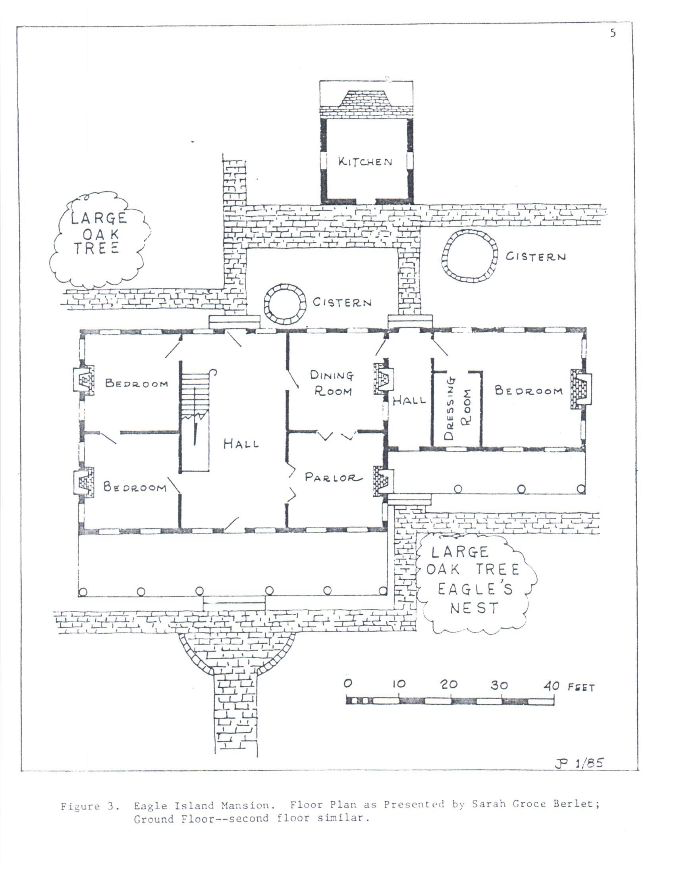 5
KITCHEN
LARGE
OAK
TREE
CISTERN
CISTERN
BEDROOM
DINING
ROOM
HALL
DRESSING
ROOM
BEDROOM
HALL
BEDROOM
PARLOR
LARGE
OAK TREE
EAGLE'S
NEST
0 10 20 30 40 FEET
JP 1/85
Figure 3. Eagle Island Mansion. Floor Plan as Presented by Sarah Groce Berlet;
Ground Floor--second floor similar.